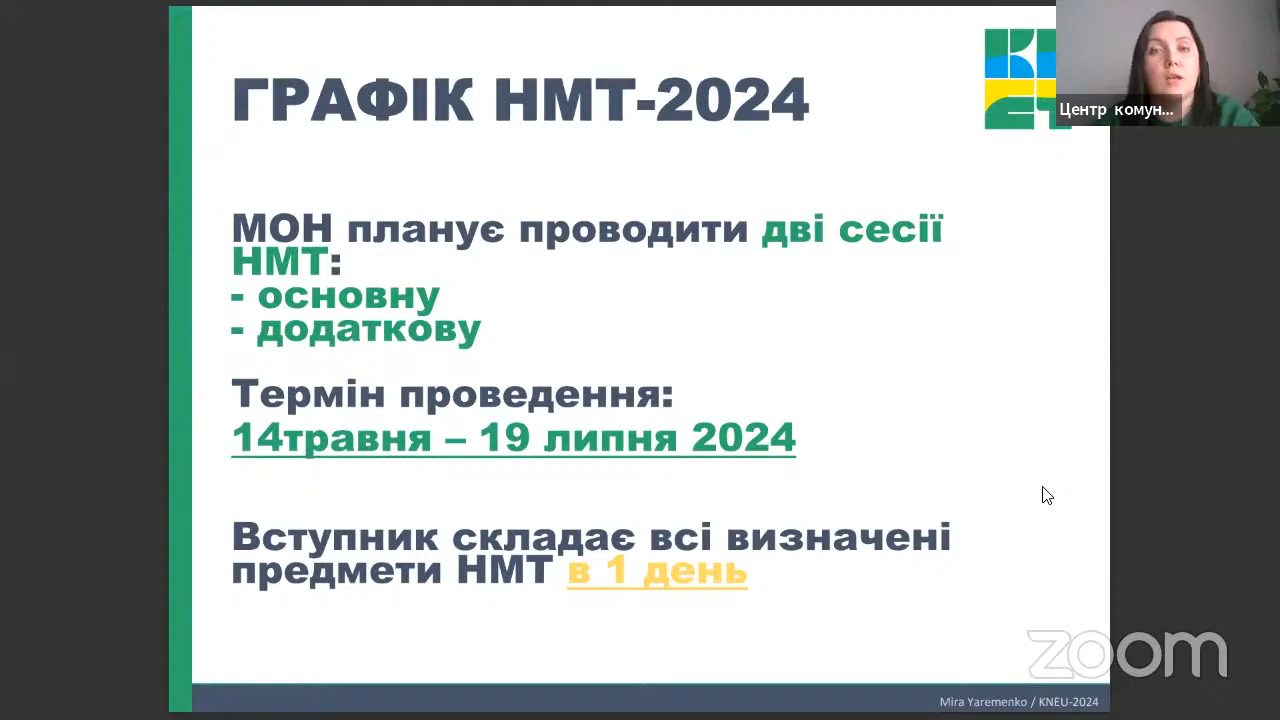 ГРАФІК НМТ-2024
Центр комун...
МОН планує проводити дві сесії
НМТ:
- основну
- додаткову
Термін проведення:
14травня – 19 липня 2024
Вступник складає всі визначені
предмети НМТ в 1 день
zoom
Mira Yaremenko / KNEU-2024